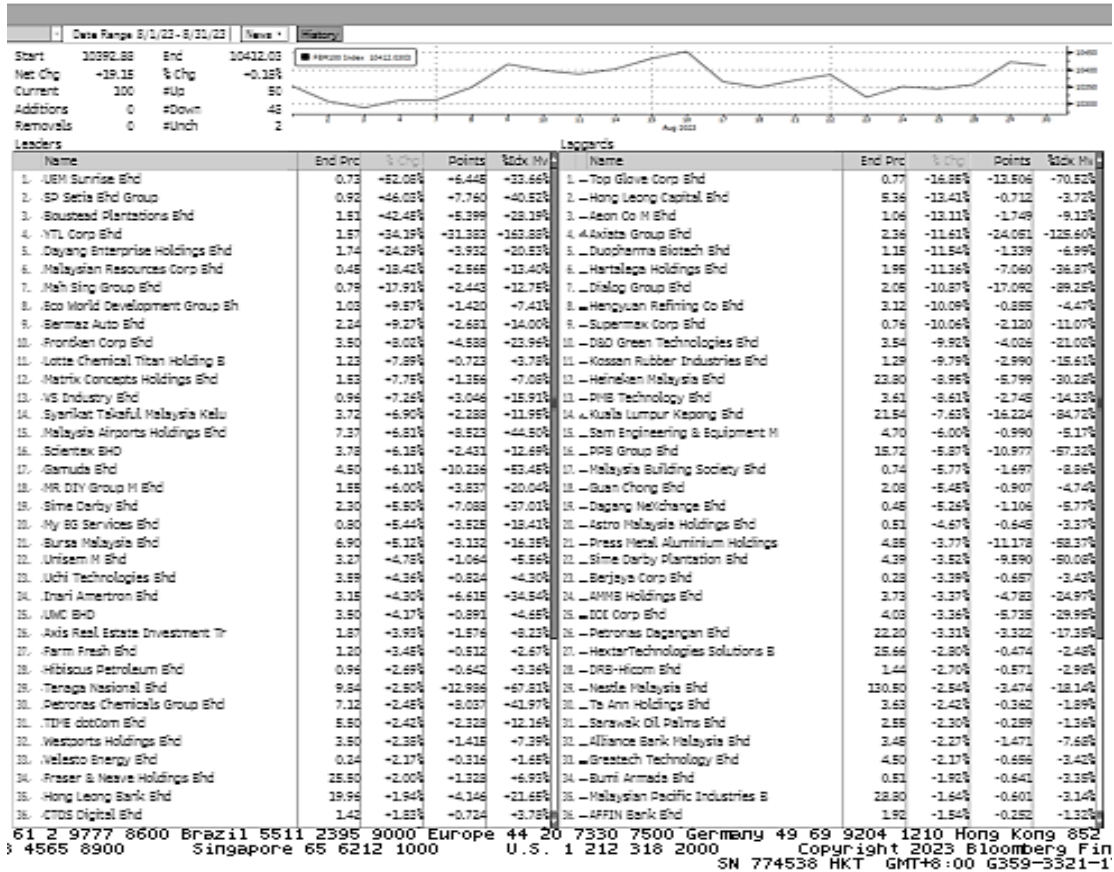 Date Range 8/1/23 - 8/31/23 News History
Start 10392.88 End 10412.03
Net Chg +19.15 % Chg +0.18%
Current 100 #Up 50
Additions 0 #Down 48
Removals 0 #Unch 2
FBM100 Index 10412.0303
10450
10400
10350
10300
2 3 4 7 8 9 10 11 14 15 16 17 18 21 22 23 24 25 28 29 30
Aug 2023
Leaders Laggards
Name End Prc % Chg Points %Idx Mv Name End Prc % Chg Points %Idx Mv
1. UEM Sunrise Bhd 0.73 +52.08% +6.445 +33.66% 1. Top Glove Corp Bhd 0.77 -16.85% -13.506 -70.52%
2. SP Setia Bhd Group 0.92 +46.03% +7.760 +40.52% 2. Hong Leong Capital Bhd 5.36 -13.41% -0.712 -3.72%
3. Boustead Plantations Bhd 1.51 +42.45% +5.399 +28.19% 3. Aeon Co M Bhd 1.06 -13.11% -1.749 -9.13%
4. YTL Corp Bhd 1.57 +34.19% +31.383 +163.88% 4. Axiata Group Bhd 2.36 -11.61% -24.051 -125.60%
5. Dayang Enterprise Holdings Bhd 1.74 +24.29% +3.932 +20.53% 5. Duopharma Biotech Bhd 1.15 -11.54% -1.339 -6.99%
6. Malaysian Resources Corp Bhd 0.45 +18.42% +2.565 +13.40% 6. Hartalega Holdings Bhd 1.95 -11.36% -7.060 -36.87%
7. Mah Sing Group Bhd 0.79 +17.91% +2.443 +12.75% 7. Dialog Group Bhd 2.05 -10.87% -17.092 -89.25%
8. Eco World Development Group Bh 1.03 +9.57% +1.420 +7.41% 8. Hengyuan Refining Co Bhd 3.12 -10.09% -0.855 -4.47%
9. Bermaz Auto Bhd 2.24 +9.27% +2.681 +14.00% 9. Supermax Corp Bhd 0.76 -10.06% -2.120 -11.07%
10. Frontken Corp Bhd 3.50 +8.02% +4.588 +23.96% 10. D&O Green Technologies Bhd 3.54 -9.92% -4.026 -21.02%
11. Lotte Chemical Titan Holding B 1.23 +7.89% +0.723 +3.78% 11. Kossan Rubber Industries Bhd 1.29 -9.79% -2.990 -15.61%
12. Matrix Concepts Holdings Bhd 1.53 +7.75% +1.356 +7.08% 12. Heineken Malaysia Bhd 23.80 -8.95% -5.799 -30.28%
13. VS Industry Bhd 0.96 +7.26% +3.046 +15.91% 13. PMB Technology Bhd 3.61 -8.61% -2.745 -14.33%
14. Syarikat Takaful Malaysia Kelu 3.72 +6.90% +2.288 +11.95% 14. Kuala Lumpur Kepong Bhd 21.54 -7.63% -16.224 -84.72%
15. Malaysia Airports Holdings Bhd 7.37 +6.81% +8.523 +44.50% 15. Sam Engineering & Equipment M 4.70 -6.00% -0.990 -5.17%
16. Scientex BHD 3.78 +6.18% +2.431 +12.69% 16. PPB Group Bhd 15.72 -5.87% -10.977 -57.32%
17. Gamuda Bhd 4.50 +6.11% +10.236 +53.45% 17. Malaysia Building Society Bhd 0.74 -5.77% -1.697 -8.86%
18. MR DIY Group M Bhd 1.55 +6.00% +3.837 +20.04% 18. Guan Chong Bhd 2.08 -5.45% -0.907 -4.74%
19. Sime Darby Bhd 2.30 +5.50% +7.088 +37.01% 19. Dagang NeXchange Bhd 0.45 -5.26% -1.106 -5.77%
20. My EG Services Bhd 0.80 +5.44% +3.525 +18.41% 20. Astro Malaysia Holdings Bhd 0.51 -4.67% -0.645 -3.37%
21. Bursa Malaysia Bhd 6.90 +5.12% +3.132 +16.35% 21. Press Metal Aluminium Holdings 4.85 -3.77% -11.178 -58.37%
22. Unisem M Bhd 3.27 +4.78% +1.064 +5.56% 22. Sime Darby Plantation Bhd 4.39 -3.52% -9.590 -50.08%
23. Uchi Technologies Bhd 3.59 +4.36% +0.824 +4.30% 23. Berjaya Corp Bhd 0.28 -3.39% -0.657 -3.43%
24. Inari Amertron Bhd 3.15 +4.30% +6.615 +34.54% 24. AMMB Holdings Bhd 3.73 -3.37% -4.783 -24.97%
25. UWC BHD 3.50 +4.17% +0.891 +4.65% 25. IOI Corp Bhd 4.03 -3.36% -5.735 -29.95%
26. Axis Real Estate Investment Tr 1.87 +3.93% +1.576 +8.23% 26. Petronas Dagangan Bhd 22.20 -3.31% -3.322 -17.35%
27. Farm Fresh Bhd 1.20 +3.48% +0.512 +2.67% 27. HextarTechnologies Solutions B 25.66 -2.80% -0.474 -2.48%
28. Hibiscus Petroleum Bhd 0.96 +2.69% +0.642 +3.36% 28. DRB-Hicom Bhd 1.44 -2.70% -0.571 -2.98%
29. Tenaga Nasional Bhd 9.84 +2.50% +12.986 +67.81% 29. Nestle Malaysia Bhd 130.50 -2.54% -3.474 -18.14%
30. Petronas Chemicals Group Bhd 7.12 +2.45% +8.037 +41.97% 30. Ta Ann Holdings Bhd 3.63 -2.42% -0.362 -1.89%
31. TIME dotCom Bhd 5.50 +2.42% +2.328 +12.16% 31. Sarawak Oil Palms Bhd 2.55 -2.30% -0.259 -1.36%
32. Westports Holdings Bhd 3.50 +2.38% +1.415 +7.39% 32. Alliance Bank Malaysia Bhd 3.45 -2.27% -1.471 -7.68%
33. Velesto Energy Bhd 0.24 +2.17% +0.316 +1.65% 33. Greatech Technology Bhd 4.50 -2.17% -0.656 -3.42%
34. Fraser & Neave Holdings Bhd 25.50 +2.00% +1.328 +6.93% 34. Bumi Armada Bhd 0.51 -1.92% -0.641 -3.35%
35. Hong Leong Bank Bhd 19.96 +1.94% +4.146 +21.65% 35. Malaysian Pacific Industries B 28.80 -1.64% -0.601 -3.14%
36. CTOS Digital Bhd 1.42 +1.83% +0.724 +3.78% 36. AFFIN Bank Bhd 1.92 -1.54% -0.252 -1.32%
61 2 9777 8600 Brazil 5511 2395 9000 Europe 44 20 7330 7500 Germany 49 69 9204 1210 Hong Kong 852
4565 8900 Singapore 65 6212 1000 U.S. 1 212 318 2000 Copyright 2023 Bloomberg Fin
SN 774538 HKT GMT+8:00 G359-3321-1